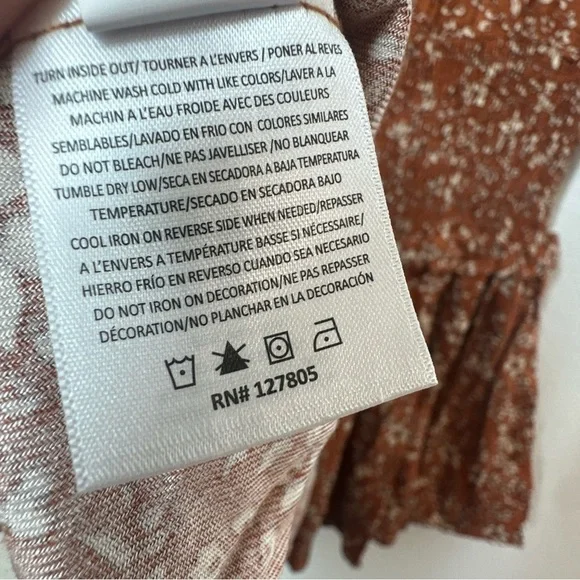 TURN INSIDE OUT/ TOURNER A L'ENVERS/ PONER AL REVES
MACHINE WASH COLD WITH LIKE COLORS/LAVER A LA
MACHIN A L'EAU FROIDE AVEC DES COULEURS
SEMBLABLES/LAVADO EN FRIO CON COLORES SIMILARES
DO NOT BLEACH/NE PAS JAVELLISER/NO BLANQUEAR
TUMBLE DRY LOW/SECA EN SECADORA A BAJA TEMPERATURA
TEMPERATURE/SECADO EN SECADORA BAJO
COOL IRON ON REVERSE SIDE WHEN NEEDED/REPASSER
A L'ENVERS A TEMPÉRATURE BASSE SI NÉCESSAIRE/
HIERRO FRÍO EN REVERSO CUANDO SEA NECESARIO
DO NOT IRON ON DECORATION/NE PAS REPASSER
DÉCORATION/NO PLANCHAR EN LA DECORACIÓN
RN# 127805